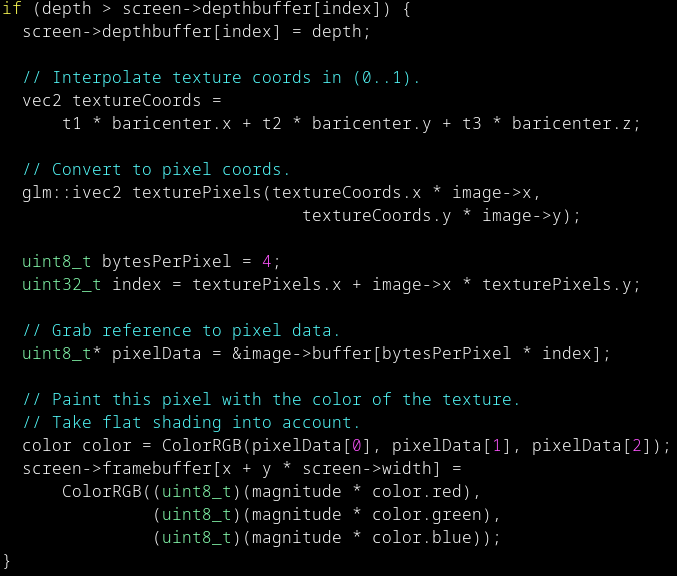 if (depth > screen->depthbuffer[index]) {
  screen->depthbuffer[index] = depth;

  // Interpolate texture coords in (0..1).
  vec2 textureCoords =
      t1 * baricenter.x + t2 * baricenter.y + t3 * baricenter.z;

  // Convert to pixel coords.
  glm::ivec2 texturePixels(textureCoords.x * image->x,
                              textureCoords.y * image->y);

  uint8_t bytesPerPixel = 4;
  uint32_t index = texturePixels.x + image->x * texturePixels.y;

  // Grab reference to pixel data.
  uint8_t* pixelData = &image->buffer[bytesPerPixel * index];

  // Paint this pixel with the color of the texture.
  // Take flat shading into account.
  color color = ColorRGB(pixelData[0], pixelData[1], pixelData[2]);
  screen->framebuffer[x + y * screen->width] =
      ColorRGB((uint8_t)(magnitude * color.red),
               (uint8_t)(magnitude * color.green),
               (uint8_t)(magnitude * color.blue));
}